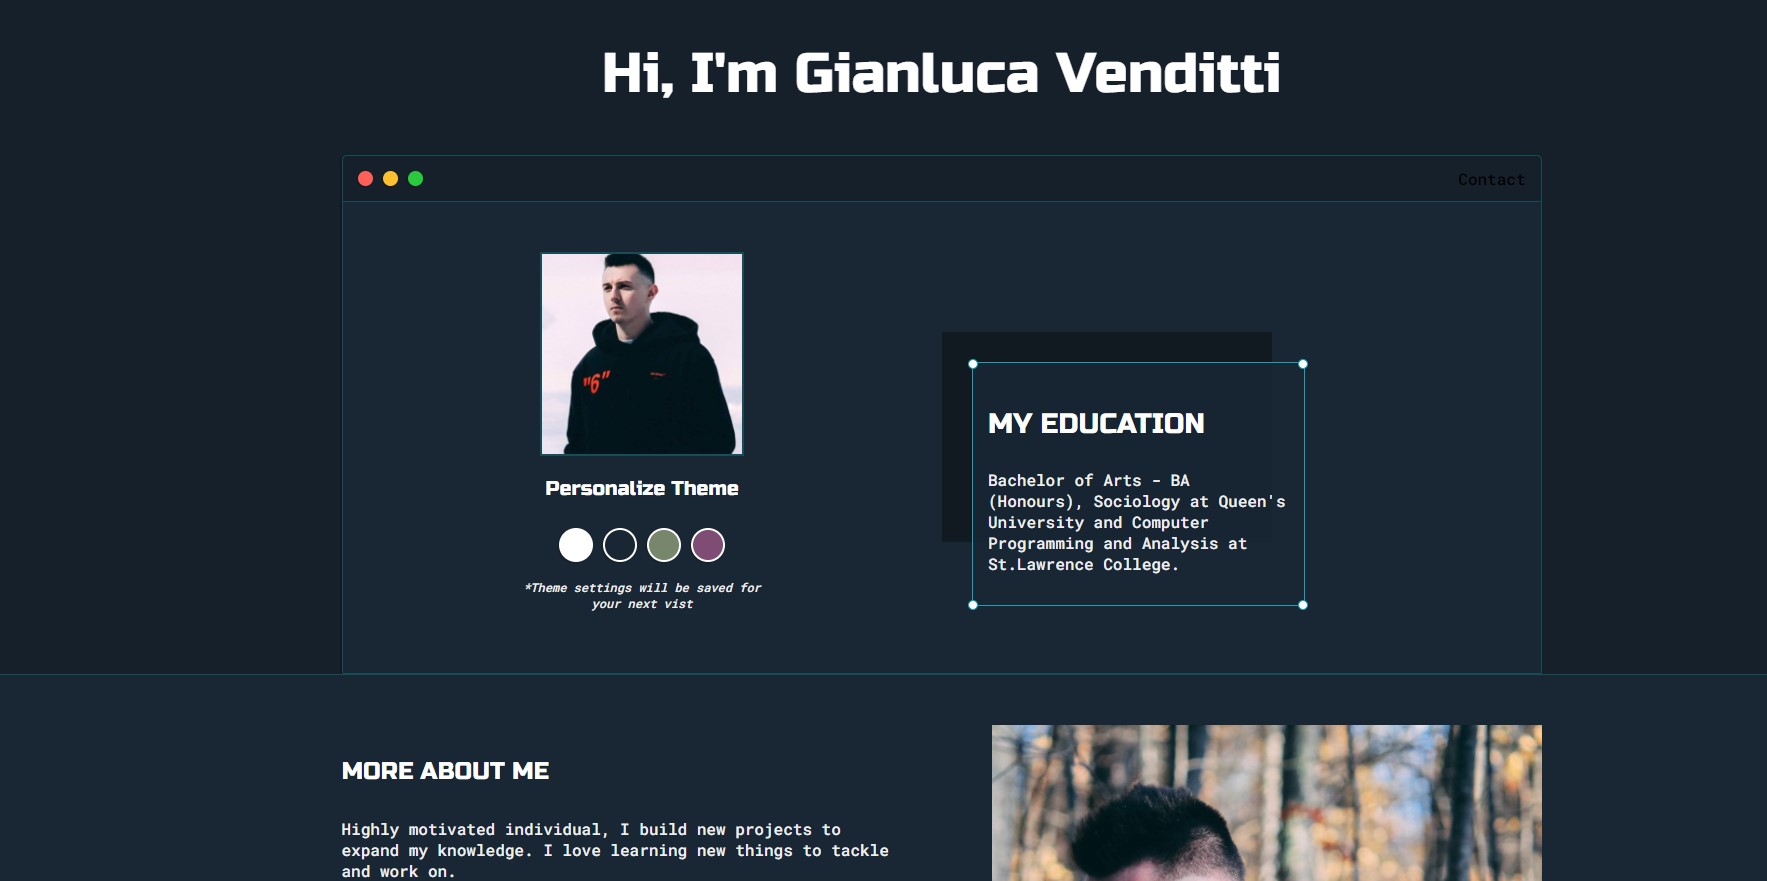 Hi, I'm Gianluca Venditti
Contact
"6"
Personalize Theme
*Theme settings will be saved for
your next vist
MY EDUCATION
Bachelor of Arts - BA
(Honours), Sociology at Queen's
University and Computer
Programming and Analysis at
St.Lawrence College.
MORE ABOUT ME
Highly motivated individual, I build new projects to
expand my knowledge. I love learning new things to tackle
and work on.